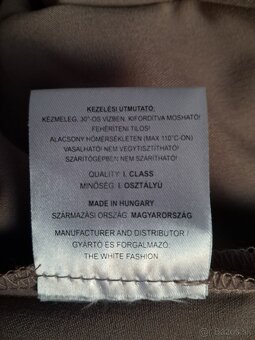 KEZELÉSI ÚTMUTATÓ:
KÉZMELEG, 30°-OS VÍZBEN, KIFORDÍTVA MOSHATÓ!
FEHÉRÍTENI TILOS!
ALACSONY HŐMÉRSÉKLETEN (MAX 110°C-ON)
VASALHATÓ! NEM VEGYTISZTÍTHATÓ!
SZÁRÍTÓGÉPBEN NEM SZÁRÍTHATÓ!
QUALITY: I. CLASS
MINŐSÉG: I. OSZTÁLYÚ
MADE IN HUNGARY
SZÁRMAZÁSI ORSZÁG: MAGYARORSZÁG
MANUFACTURER AND DISTRIBUTOR /
GYÁRTÓ ÉS FORGALMAZÓ:
THE WHITE FASHION